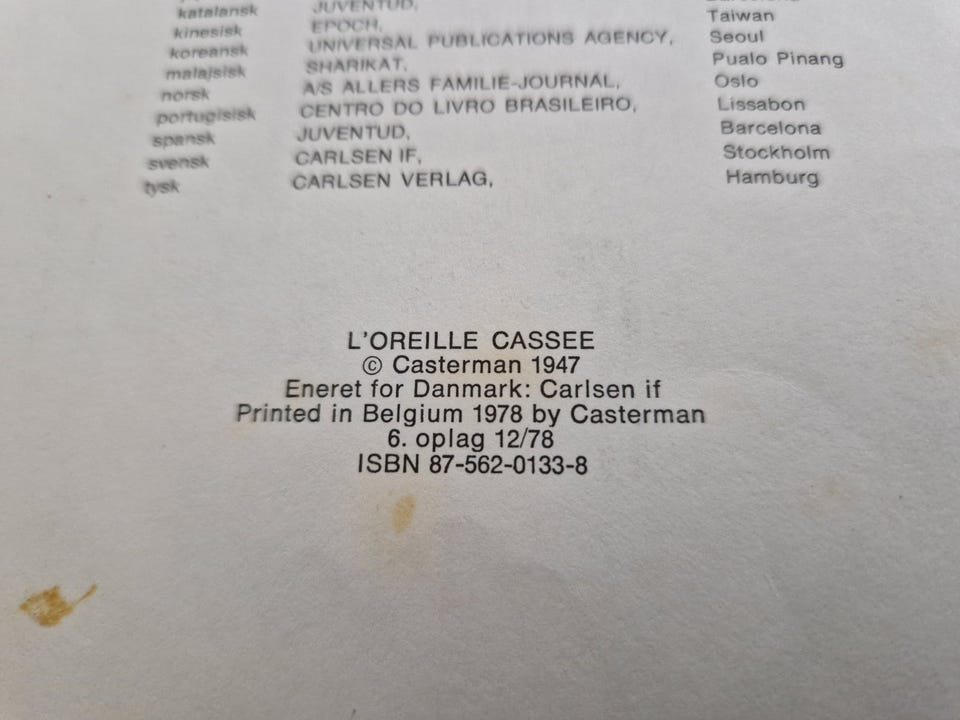 katalansk JUVENTUD, Barcelona
kinesisk EPOCH, Taiwan
koreansk UNIVERSAL PUBLICATIONS AGENCY, Seoul
malajsisk SHARIKAT, Pualo Pinang
norsk A/S ALLERS FAMILIE-JOURNAL, Oslo
portugisisk CENTRO DO LIVRO BRASILEIRO, Lissabon
spansk JUVENTUD, Barcelona
svensk CARLSEN IF, Stockholm
tysk CARLSEN VERLAG, Hamburg
L'OREILLE CASSEE
© Casterman 1947
Eneret for Danmark: Carlsen if
Printed in Belgium 1978 by Casterman
6. oplag 12/78
ISBN 87-562-0133-8